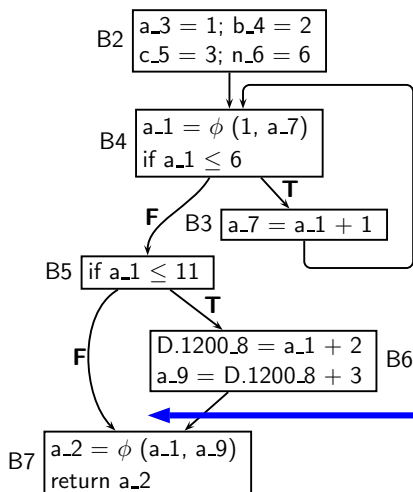 B2
a_3 = 1; b_4 = 2
c_5 = 3; n_6 = 6
B4
a_1 = ϕ (1, a_7)
if a_1 ≤ 6
F
T
B3
a_7 = a_1 + 1
B5
if a_1 ≤ 11
F
T
D.1200_8 = a_1 + 2
a_9 = D.1200_8 + 3
B6
B7
a_2 = ϕ (a_1, a_9)
return a_2